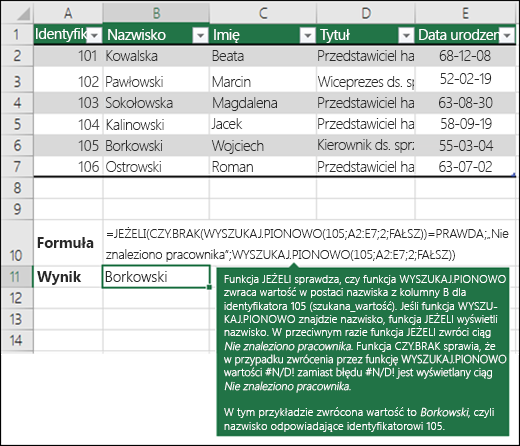 A B C D E
1 Identyfik Nazwisko Imię Tytuł Data urodzen
2 101 Kowalska Beata Przedstawiciel ha 68-12-08
3 102 Pawłowski Marcin Wiceprezes ds. sp 52-02-19
4 103 Sokołowska Magdalena Przedstawiciel ha 63-08-30
5 104 Kalinowski Jacek Przedstawiciel ha 58-09-19
6 105 Borkowski Wojciech Kierownik ds. sprz 55-03-04
7 106 Ostrowski Roman Przedstawiciel ha 63-07-02
8
9
=JEŻELI(CZY.BRAK(WYSZUKAJ.PIONOWO(105;A2:E7;2;FAŁSZ))=PRAWDA;„Nie
10 Formuła znaleziono pracownika”;WYSZUKAJ.PIONOWO(105;A2:E7;2;FAŁSZ))
11 Wynik Borkowski
12
13
14
Funkcja JEŻELI sprawdza, czy funkcja WYSZUKAJ.PIONOWO
zwraca wartość w postaci nazwiska z kolumny B dla
identyfikatora 105 (szukana_wartość). Jeśli funkcja WYSZU-
KAJ.PIONOWO znajdzie nazwisko, funkcja JEŻELI wyświetli
nazwisko. W przeciwnym razie funkcja JEŻELI zwróci ciąg
Nie znaleziono pracownika. Funkcja CZY.BRAK sprawia, że
w przypadku zwrócenia przez funkcję WYSZUKAJ.PIONOWO
wartości #N/D! zamiast błędu #N/D! jest wyświetlany ciąg
Nie znaleziono pracownika.
W tym przykładzie zwrócona wartość to Borkowski, czyli
nazwisko odpowiadające identyfikatorowi 105.